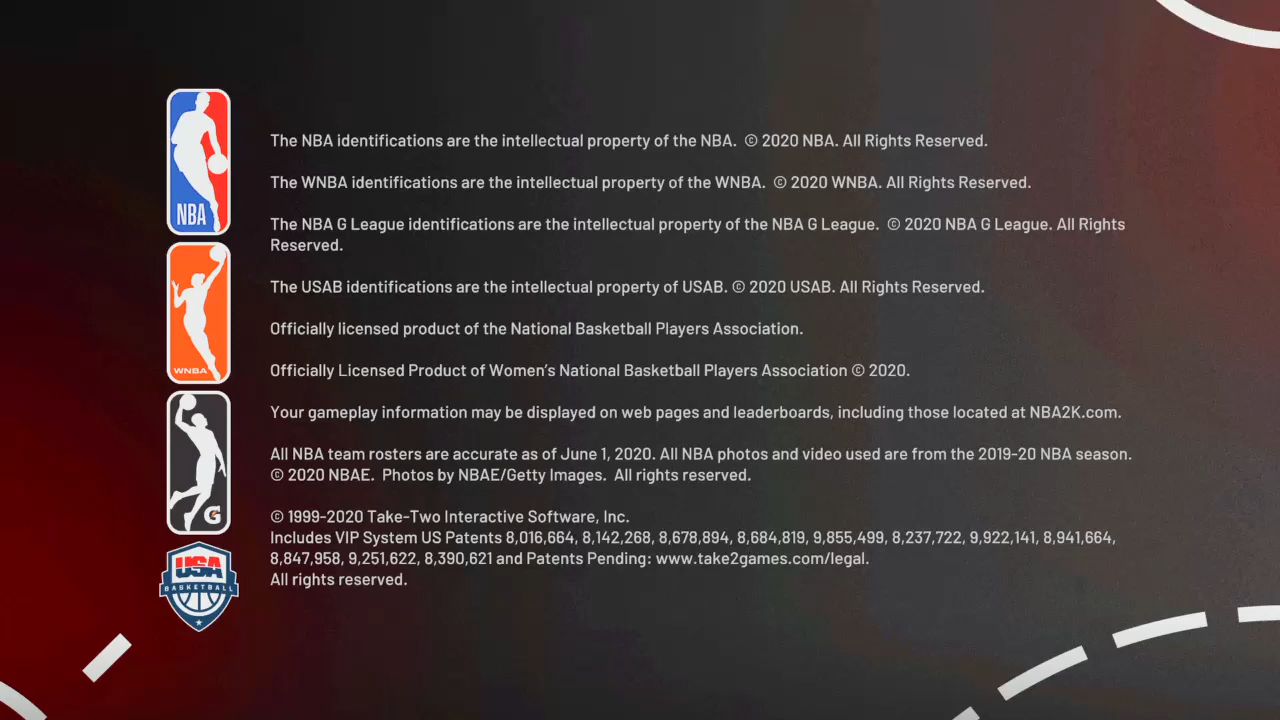 The NBA identifications are the intellectual property of the NBA.  © 2020 NBA. All Rights Reserved.
The WNBA identifications are the intellectual property of the WNBA.  © 2020 WNBA. All Rights Reserved.
The NBA G League identifications are the intellectual property of the NBA G League.  © 2020 NBA G League. All Rights
Reserved.
The USAB identifications are the intellectual property of USAB. © 2020 USAB. All Rights Reserved.
Officially licensed product of the National Basketball Players Association.
Officially Licensed Product of Women’s National Basketball Players Association © 2020.
Your gameplay information may be displayed on web pages and leaderboards, including those located at NBA2K.com.
All NBA team rosters are accurate as of June 1, 2020. All NBA photos and video used are from the 2019-20 NBA season.
© 2020 NBAE.  Photos by NBAE/Getty Images.  All rights reserved.
© 1999-2020 Take-Two Interactive Software, Inc.
Includes VIP System US Patents 8,016,664, 8,142,268, 8,678,894, 8,684,819, 9,855,499, 8,237,722, 9,922,141, 8,941,664,
8,847,958, 9,251,622, 8,390,621 and Patents Pending: www.take2games.com/legal.
All rights reserved.
NBA
WNBA
G
USA
BASKETBALL